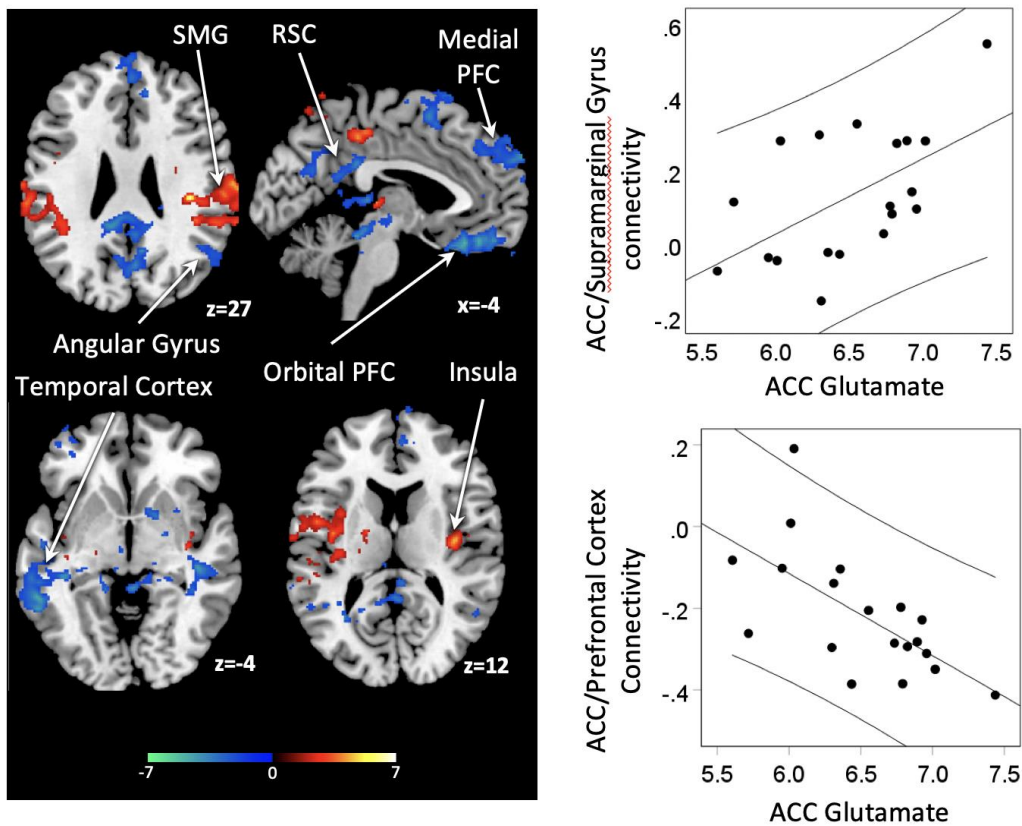 SMG
RSC
Medial
PFC
z=27
x=-4
Angular Gyrus
Orbital PFC
Insula
Temporal Cortex
z=-4
z=12
-7
0
7
ACC/Supramarginal Gyrus
connectivity
.6
.4
.2
.0
-.2
5.5
6.0
6.5
7.0
7.5
ACC Glutamate
ACC/Prefrontal Cortex
Connectivity
.2
.0
-.2
-.4
5.5
6.0
6.5
7.0
7.5
ACC Glutamate